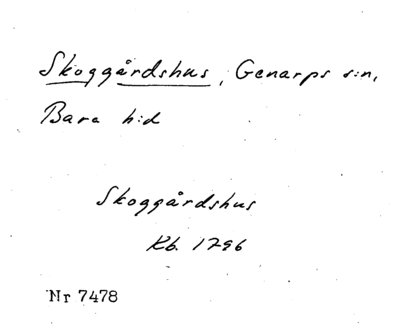 Skoggårdshus, Genarps s:n,
Bara h:d
Skoggårdshus
Kb. 1796
Nr 7478